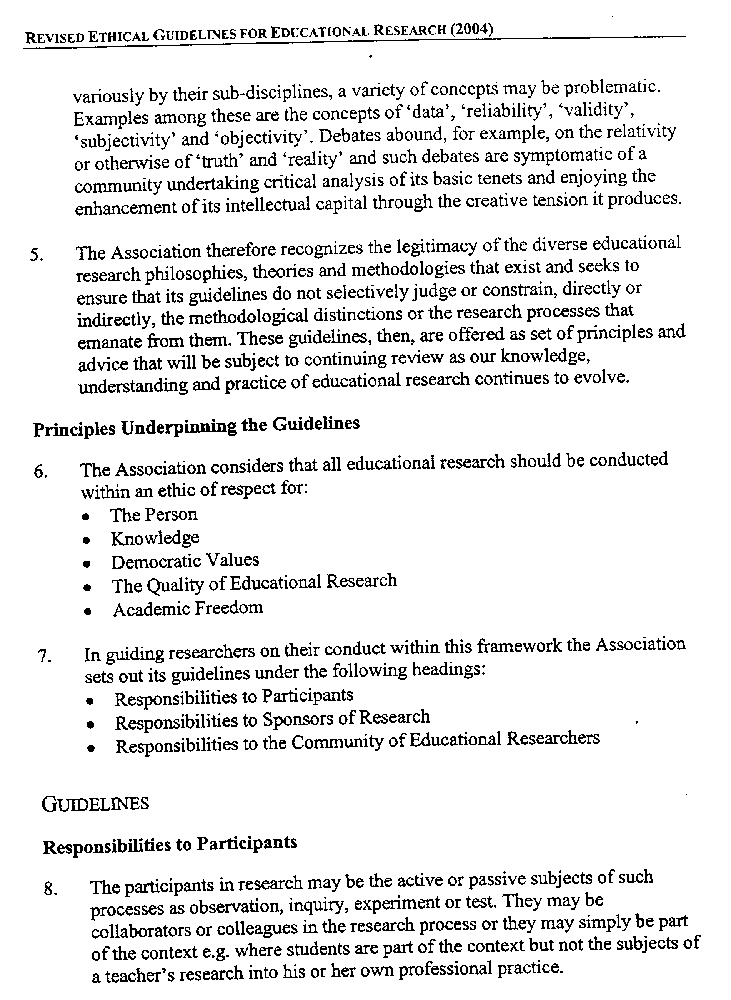 REVISED ETHICAL GUIDELINES FOR EDUCATIONAL RESEARCH (2004)
variously by their sub-disciplines, a variety of concepts may be problematic.
Examples among these are the concepts of ‘data’, ‘reliability’, ‘validity’,
‘subjectivity’ and ‘objectivity’. Debates abound, for example, on the relativity
or otherwise of ‘truth’ and ‘reality’ and such debates are symptomatic of a
community undertaking critical analysis of its basic tenets and enjoying the
enhancement of its intellectual capital through the creative tension it produces.
5. The Association therefore recognizes the legitimacy of the diverse educational
research philosophies, theories and methodologies that exist and seeks to
ensure that its guidelines do not selectively judge or constrain, directly or
indirectly, the methodological distinctions or the research processes that
emanate from them. These guidelines, then, are offered as set of principles and
advice that will be subject to continuing review as our knowledge,
understanding and practice of educational research continues to evolve.
Principles Underpinning the Guidelines
6. The Association considers that all educational research should be conducted
within an ethic of respect for:
• The Person
• Knowledge
• Democratic Values
• The Quality of Educational Research
• Academic Freedom
7. In guiding researchers on their conduct within this framework the Association
sets out its guidelines under the following headings:
• Responsibilities to Participants
• Responsibilities to Sponsors of Research
• Responsibilities to the Community of Educational Researchers
GUIDELINES
Responsibilities to Participants
8. The participants in research may be the active or passive subjects of such
processes as observation, inquiry, experiment or test. They may be
collaborators or colleagues in the research process or they may simply be part
of the context e.g. where students are part of the context but not the subjects of
a teacher’s research into his or her own professional practice.